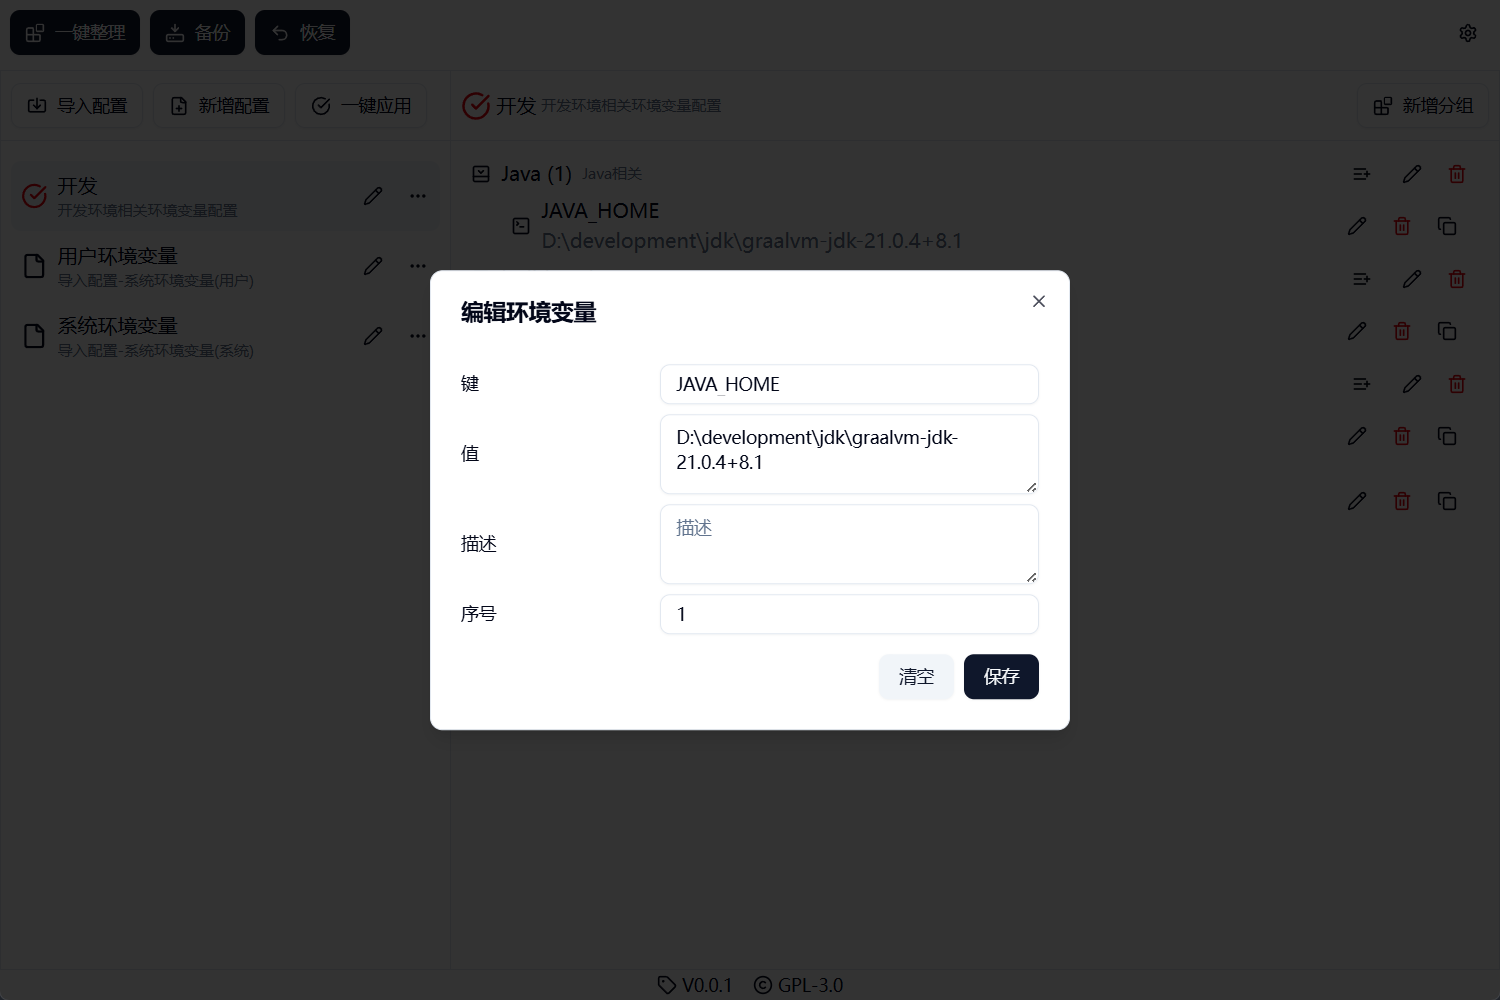 一键整理
备份
恢复
导入配置
新增配置
一键应用
开发 开发环境相关环境变量配置
新增分组
开发
开发环境相关环境变量配置
用户环境变量
导入配置-系统环境变量(用户)
系统环境变量
导入配置-系统环境变量(系统)
Java (1) Java相关
JAVA_HOME
D:\development\jdk\graalvm-jdk-21.0.4+8.1
编辑环境变量
键
JAVA_HOME
值
D:\development\jdk\graalvm-jdk-
21.0.4+8.1
描述
描述
序号
1
清空
保存
V0.0.1
GPL-3.0